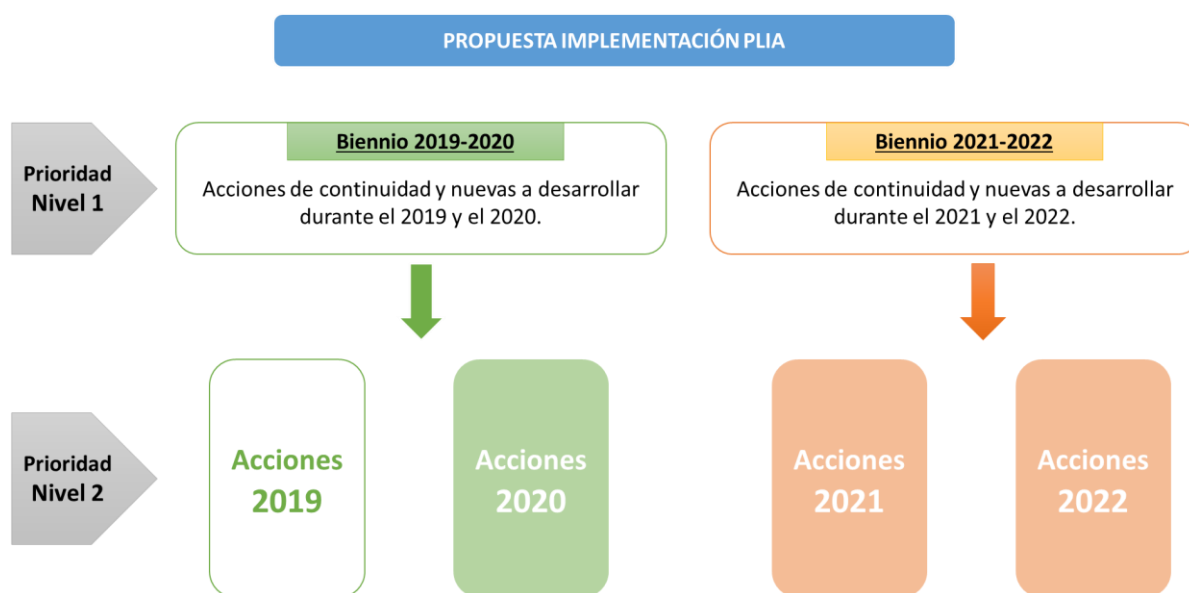 PROPUESTA IMPLEMENTACIÓN PLIA
Prioridad
Nivel 1
Biennio 2019-2020
Acciones de continuidad y nuevas a desarrollar
durante el 2019 y el 2020.
Biennio 2021-2022
Acciones de continuidad y nuevas a desarrollar
durante el 2021 y el 2022.
Prioridad
Nivel 2
Acciones
2019
Acciones
2020
Acciones
2021
Acciones
2022